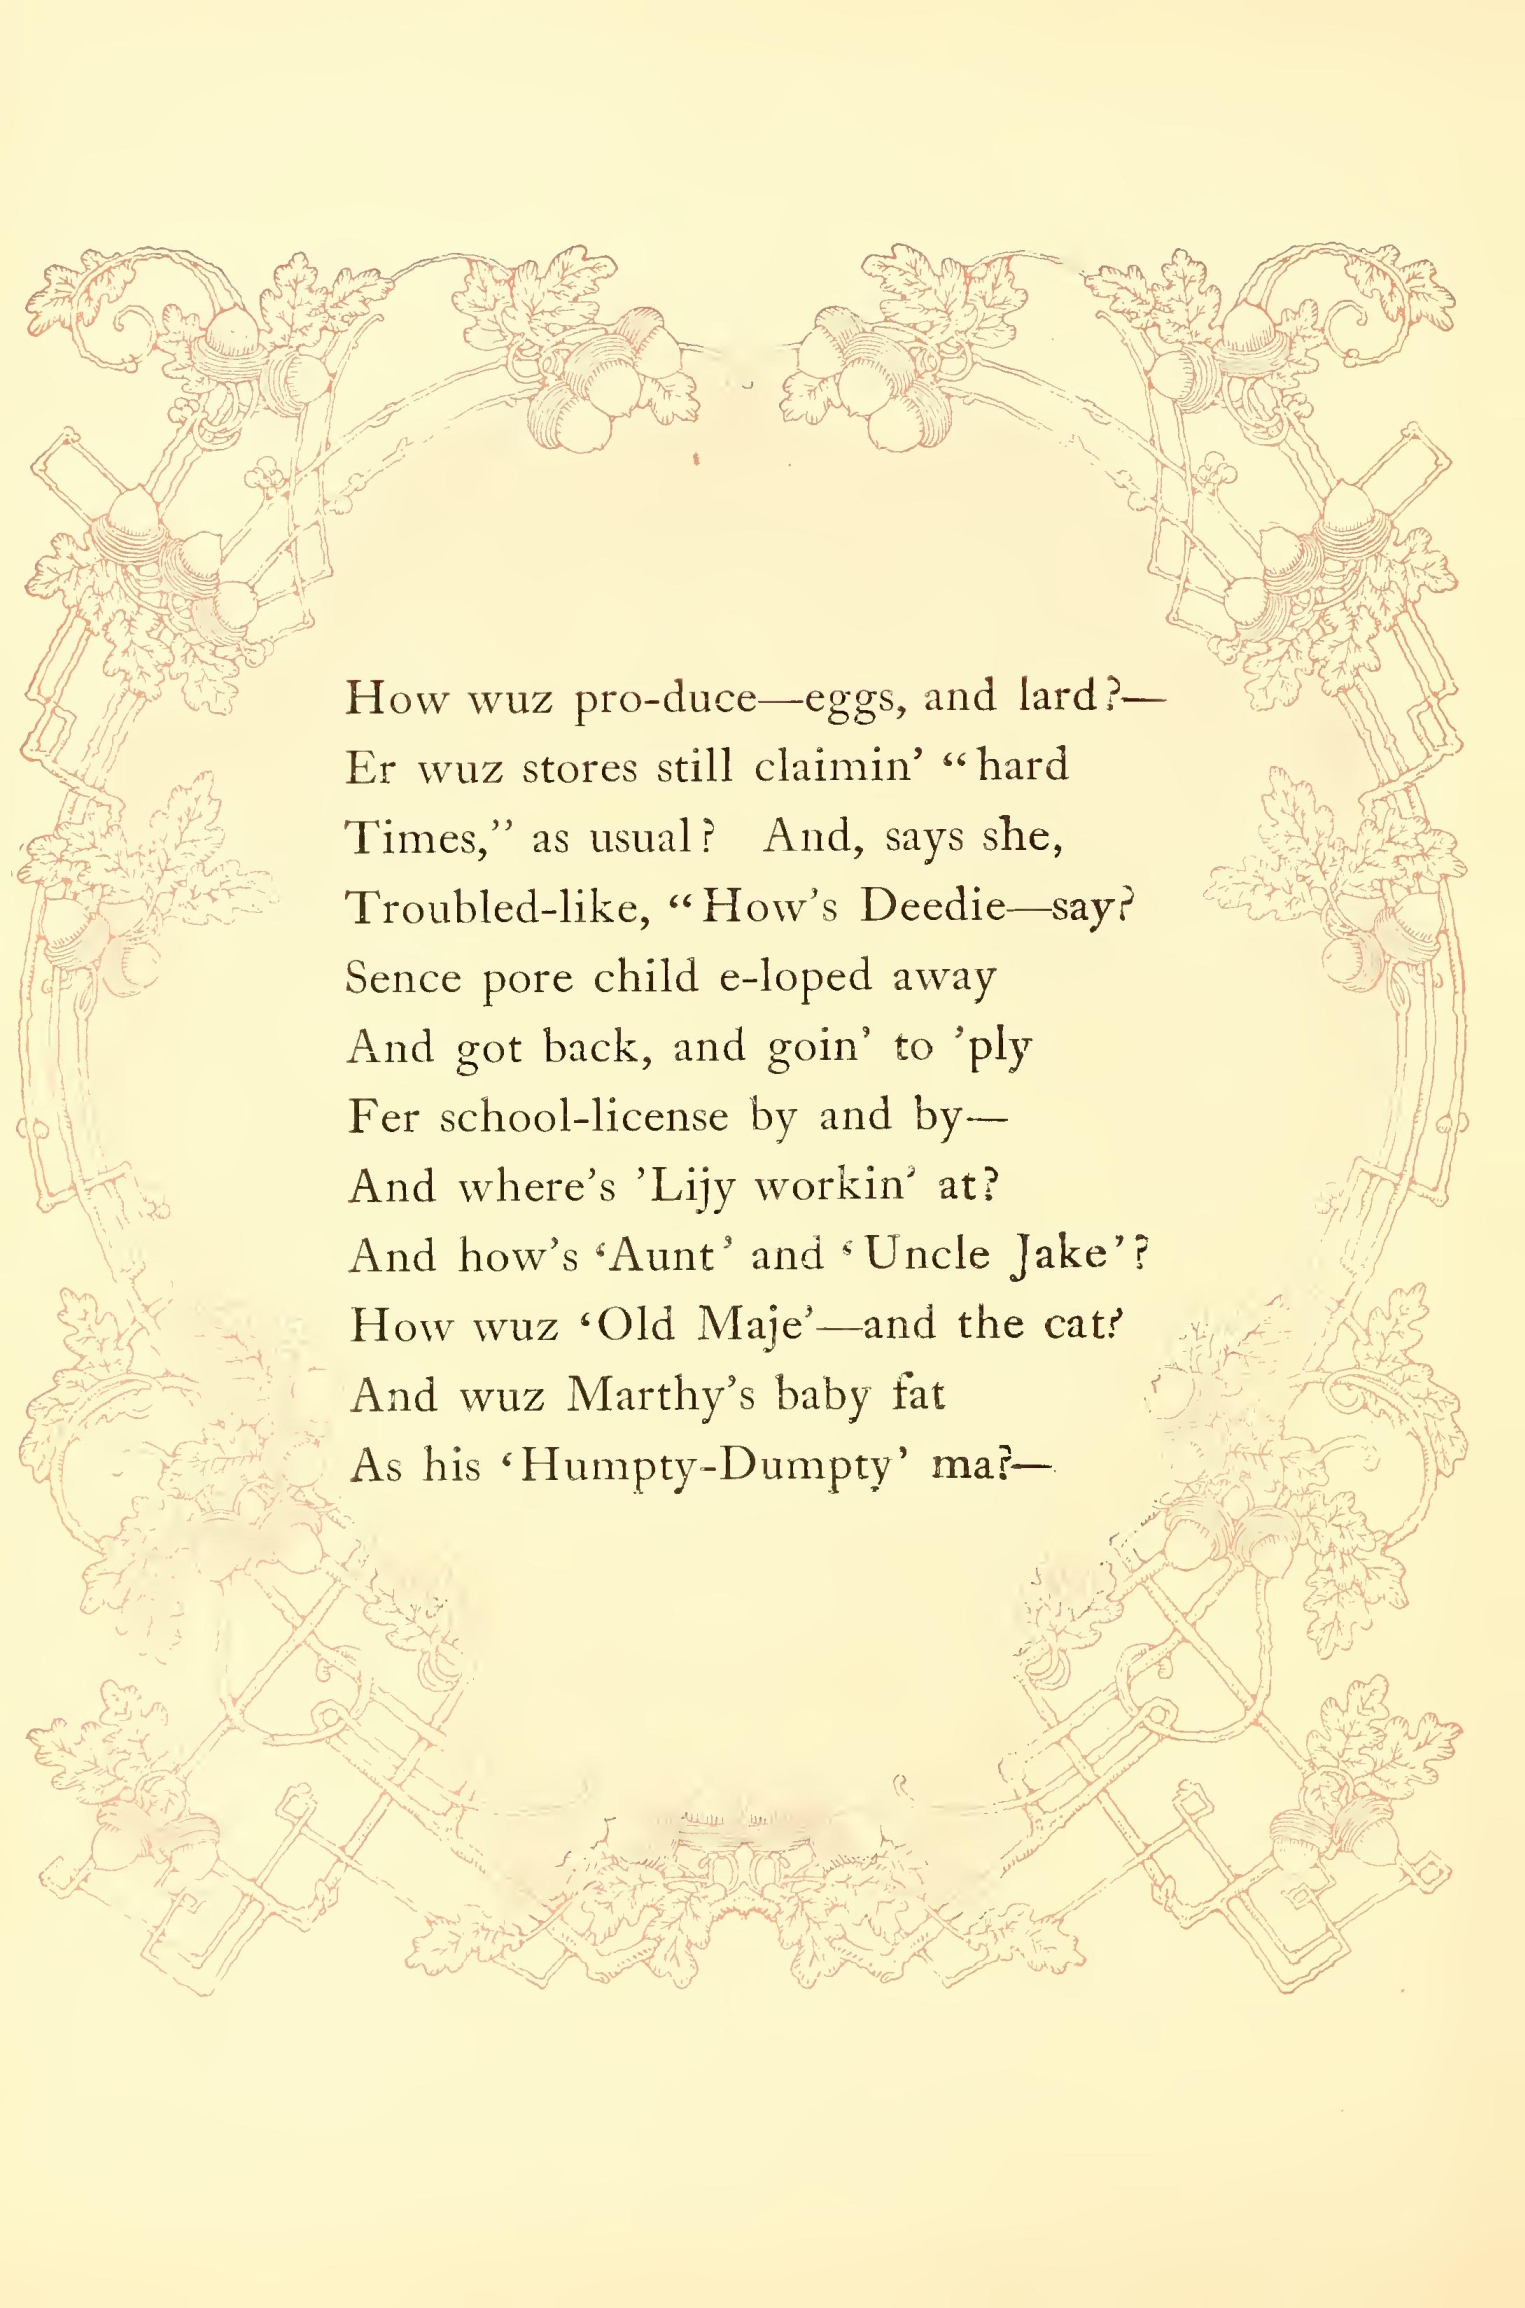 How wuz pro-duce—eggs, and lard?—
Er wuz stores still claimin’ “hard
Times,” as usual? And, says she,
Troubled-like, “How’s Deedie—say?
Sence pore child e-loped away
And got back, and goin’ to ’ply
Fer school-license by and by—
And where’s ’Lijy workin’ at?
And how’s ‘Aunt’ and ‘Uncle Jake’?
How wuz ‘Old Maje’—and the cat?
And wuz Marthy’s baby fat
As his ‘Humpty-Dumpty’ ma?—